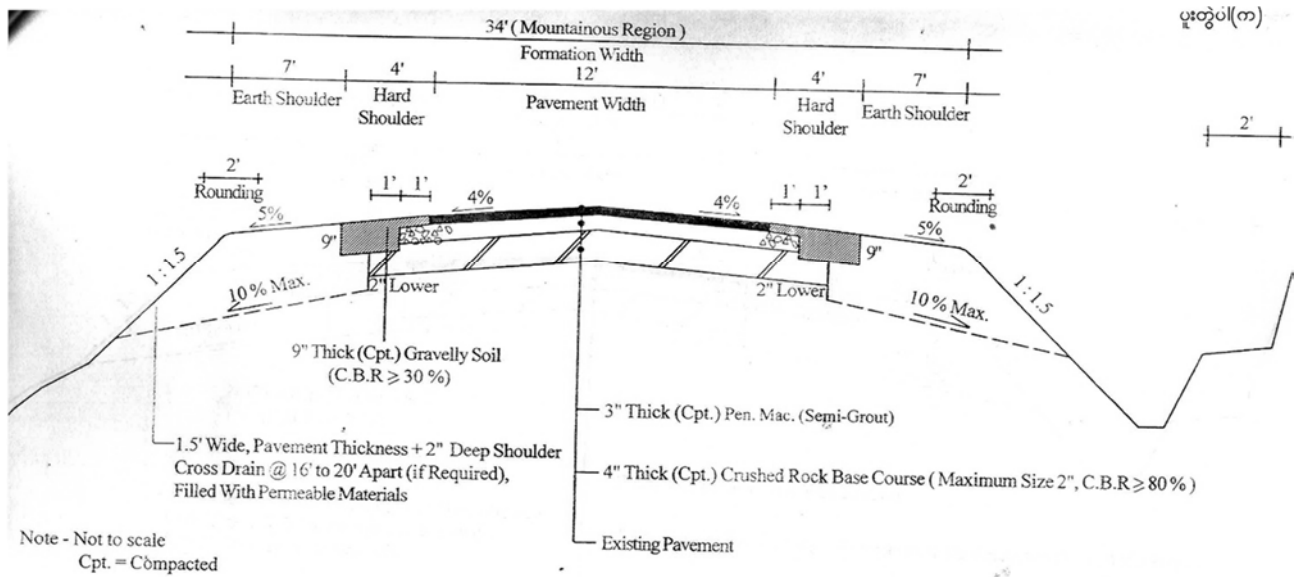 ပူးတွဲပါ(က)
34' ( Mountainous Region )
Formation Width
7' 4' 12' 4' 7'
Earth Shoulder Hard Shoulder Pavement Width Hard Shoulder Earth Shoulder
2'
2'
Rounding
1' 1'
1' 1'
2'
Rounding
5%
4%
4%
5%
9"
9"
1 : 1.5
1 : 1.5
2" Lower
2" Lower
10 % Max.
10 % Max.
9" Thick (Cpt.) Gravelly Soil
(C.B.R ≥ 30 %)
3" Thick (Cpt.) Pen. Mac. (Semi-Grout)
1.5' Wide, Pavement Thickness + 2" Deep Shoulder
Cross Drain @ 16' to 20' Apart (if Required),
Filled With Permeable Materials
4" Thick (Cpt.) Crushed Rock Base Course ( Maximum Size 2", C.B.R ≥ 80 % )
Existing Pavement
Note - Not to scale
Cpt. = Compacted